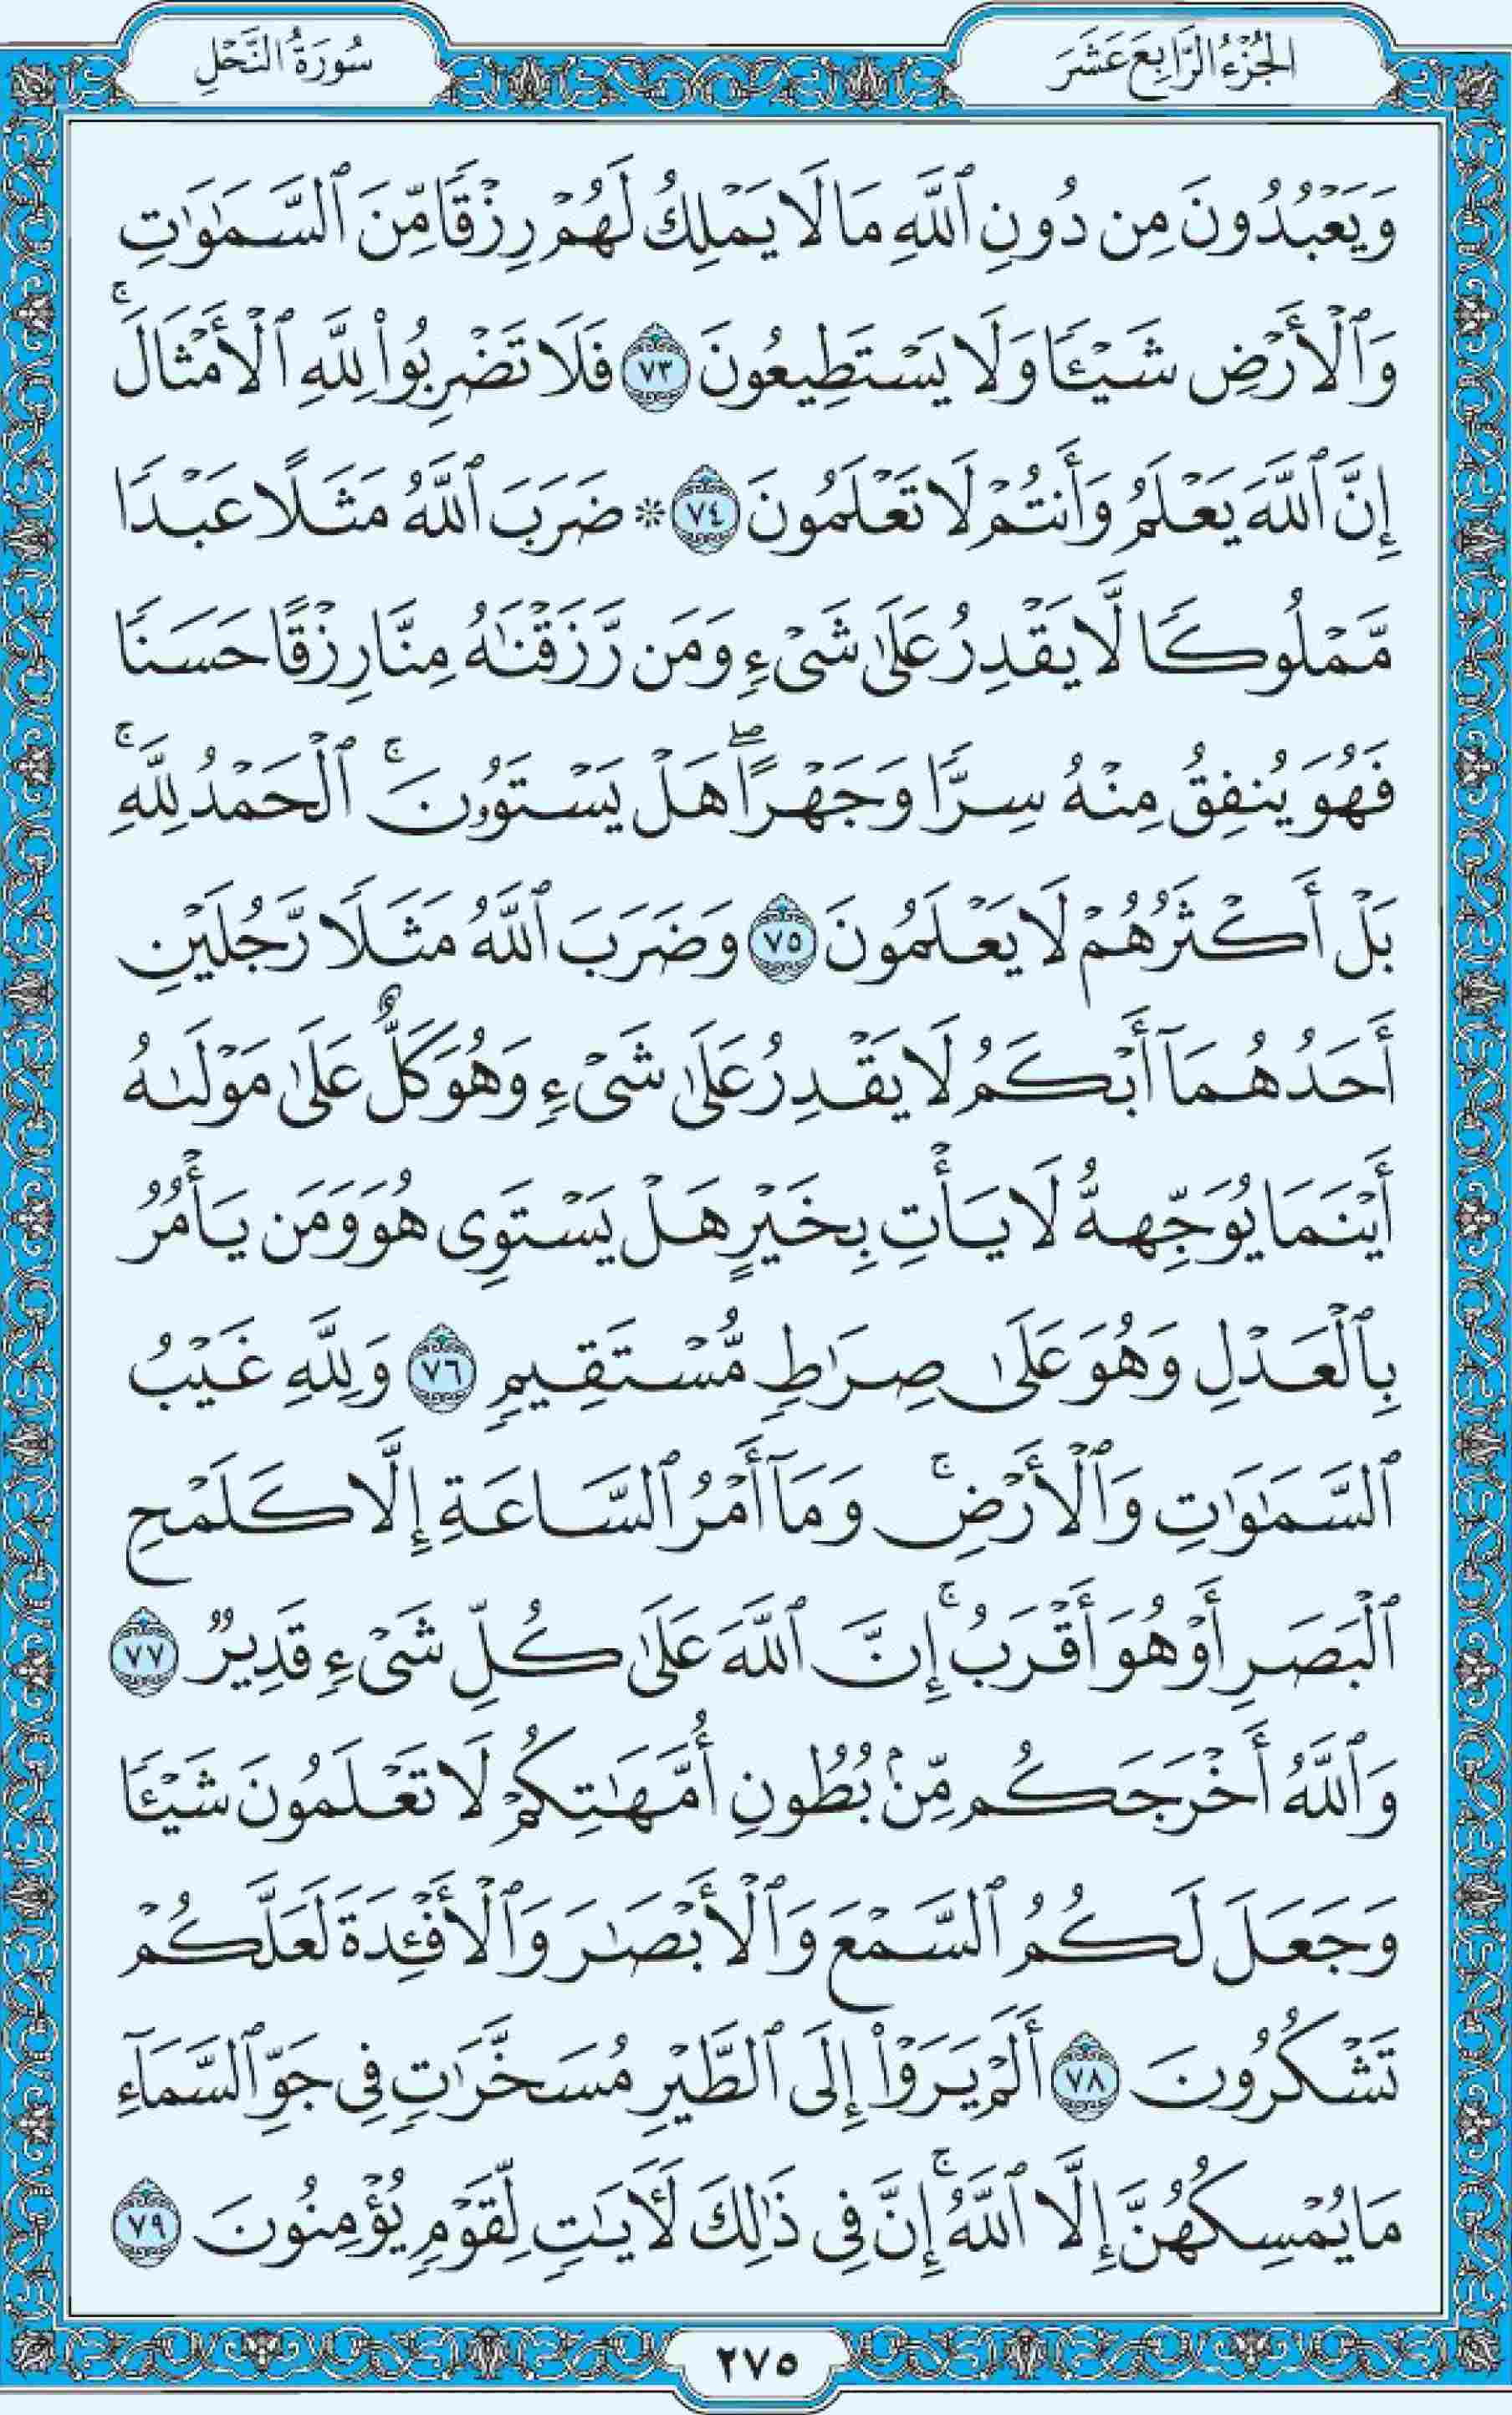 الجُزْءُ الرَّابِعَ عَشَرَ
سُورَةُ النَّحْلِ
وَيَعْبُدُونَ مِن دُونِ ٱللَّهِ مَا لَا يَمْلِكُ لَهُمْ رِزْقًا مِّنَ ٱلسَّمَٰوَٰتِ
وَٱلْأَرْضِ شَيْـًٔا وَلَا يَسْتَطِيعُونَ ٧٣ فَلَا تَضْرِبُوا۟ لِلَّهِ ٱلْأَمْثَالَ ۚ
إِنَّ ٱللَّهَ يَعْلَمُ وَأَنتُمْ لَا تَعْلَمُونَ ٧٤ * ضَرَبَ ٱللَّهُ مَثَلًا عَبْدًا
مَّمْلُوكًا لَّا يَقْدِرُ عَلَىٰ شَىْءٍ وَمَن رَّزَقْنَٰهُ مِنَّا رِزْقًا حَسَنًا
فَهُوَ يُنفِقُ مِنْهُ سِرًّا وَجَهْرًا ۖ هَلْ يَسْتَوُۥنَ ۚ ٱلْحَمْدُ لِلَّهِ ۚ
بَلْ أَكْثَرُهُمْ لَا يَعْلَمُونَ ٧٥ وَضَرَبَ ٱللَّهُ مَثَلًا رَّجُلَيْنِ
أَحَدُهُمَآ أَبْكَمُ لَا يَقْدِرُ عَلَىٰ شَىْءٍ وَهُوَ كَلٌّ عَلَىٰ مَوْلَىٰهُ
أَيْنَمَا يُوَجِّههُّ لَا يَأْتِ بِخَيْرٍ هَلْ يَسْتَوِى هُوَ وَمَن يَأْمُرُ
بِٱلْعَدْلِ وَهُوَ عَلَىٰ صِرَٰطٍ مُّسْتَقِيمٍ ٧٦ وَلِلَّهِ غَيْبُ
ٱلسَّمَٰوَٰتِ وَٱلْأَرْضِ ۚ وَمَآ أَمْرُ ٱلسَّاعَةِ إِلَّا كَلَمْحِ
ٱلْبَصَرِ أَوْ هُوَ أَقْرَبُ ۚ إِنَّ ٱللَّهَ عَلَىٰ كُلِّ شَىْءٍ قَدِيرٌ ٧٧
وَٱللَّهُ أَخْرَجَكُم مِّنۢ بُطُونِ أُمَّهَٰتِكُمْ لَا تَعْلَمُونَ شَيْـًٔا
وَجَعَلَ لَكُمُ ٱلسَّمْعَ وَٱلْأَبْصَٰرَ وَٱلْأَفْـِٔدَةَ لَعَلَّكُمْ
تَشْكُرُونَ ٧٨ أَلَمْ يَرَوْا۟ إِلَى ٱلطَّيْرِ مُسَخَّرَٰتٍ فِى جَوِّ ٱلسَّمَآءِ
مَا يُمْسِكُهُنَّ إِلَّا ٱللَّهُ ۚ إِنَّ فِى ذَٰلِكَ لَـَٔايَٰتٍ لِّقَوْمٍ يُؤْمِنُونَ ٧٩
٢٧٥